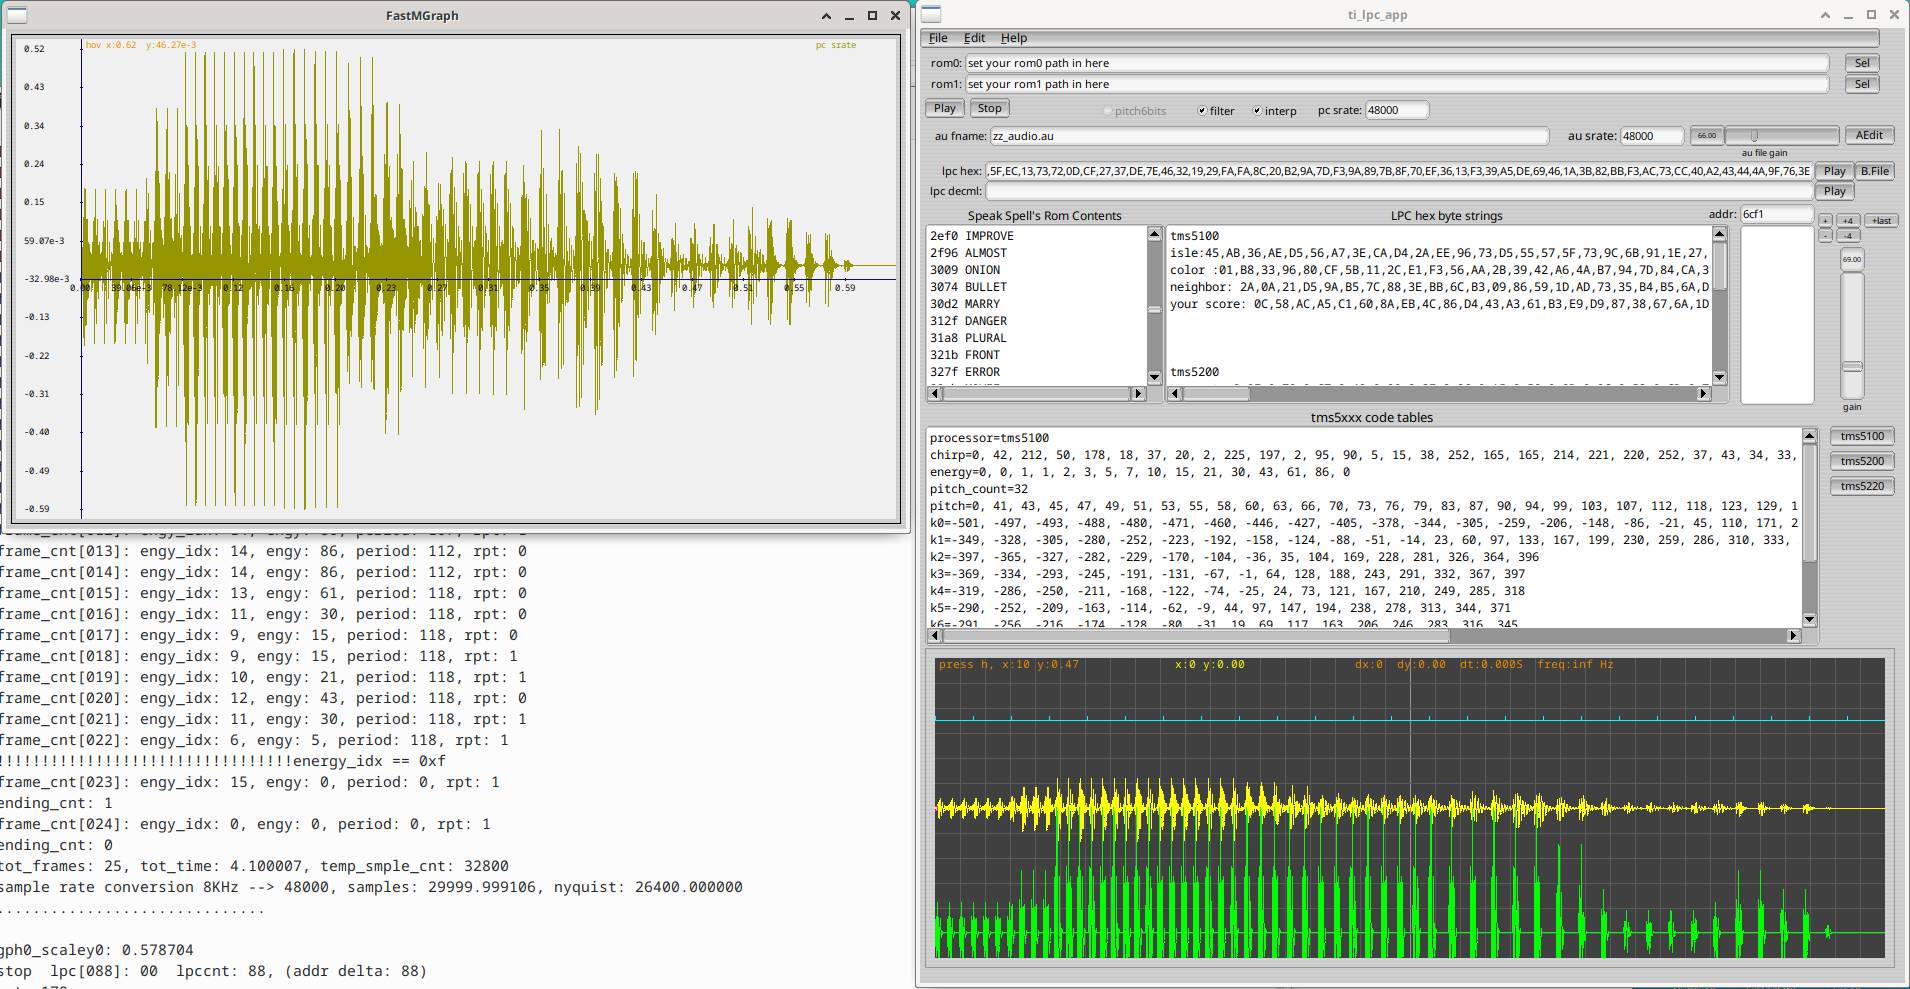 FastMGraph
hov x:0.62 y:46.27e-3
pc srate
0.52
0.43
0.34
0.24
0.15
59.07e-3
-32.98e-3
0.00 39.06e-3 78.12e-3 0.12 0.16 0.20 0.23 0.27 0.31 0.35 0.39 0.43 0.47 0.51 0.55 0.59
-0.13
-0.22
-0.31
-0.40
-0.49
-0.59
frame_cnt[013]: engy_idx: 14, engy: 86, period: 112, rpt: 0
frame_cnt[014]: engy_idx: 14, engy: 86, period: 112, rpt: 0
frame_cnt[015]: engy_idx: 13, engy: 61, period: 118, rpt: 0
frame_cnt[016]: engy_idx: 11, engy: 30, period: 118, rpt: 0
frame_cnt[017]: engy_idx: 9, engy: 15, period: 118, rpt: 0
frame_cnt[018]: engy_idx: 9, engy: 15, period: 118, rpt: 1
frame_cnt[019]: engy_idx: 10, engy: 21, period: 118, rpt: 1
frame_cnt[020]: engy_idx: 12, engy: 43, period: 118, rpt: 0
frame_cnt[021]: engy_idx: 11, engy: 30, period: 118, rpt: 1
frame_cnt[022]: engy_idx: 6, engy: 5, period: 118, rpt: 1
!!!!!!!!!!!!!!!!!!!!!!!!!!!!!!!!!!energy_idx == 0xf
frame_cnt[023]: engy_idx: 15, engy: 0, period: 0, rpt: 1
ending_cnt: 1
frame_cnt[024]: engy_idx: 0, engy: 0, period: 0, rpt: 1
ending_cnt: 0
tot_frames: 25, tot_time: 4.100007, temp_smple_cnt: 32800
sample rate conversion 8KHz --> 48000, samples: 29999.999106, nyquist: 26400.000000
..............................
gph0_scaley0: 0.578704
stop lpc[088]: 00 lpccnt: 88, (addr delta: 88)
ti_lpc_app
File Edit Help
rom0: set your rom0 path in here Sel
rom1: set your rom1 path in here Sel
Play Stop pitch6bits filter interp pc srate: 48000
au fname: zz_audio.au au srate: 48000 66.00 AEdit
au file gain
lpc hex: ,5F,EC,13,73,72,0D,CF,27,37,DE,7E,46,32,19,29,FA,FA,8C,20,B2,9A,7D,F3,9A,89,7B,8F,70,EF,36,13,F3,39,A5,DE,69,46,1A,3B,82,BB,F3,AC,73,CC,40,A2,43,44,4A,9F,76,3E Play B.File
lpc decml: Play
Speak Spell's Rom Contents
2ef0 IMPROVE
2f96 ALMOST
3009 ONION
3074 BULLET
30d2 MARRY
312f DANGER
31a8 PLURAL
321b FRONT
327f ERROR
LPC hex byte strings
tms5100
isle:45,AB,36,AE,D5,56,A7,3E,CA,D4,2A,EE,96,73,D5,55,57,5F,73,9C,6B,91,1E,27,
color :01,B8,33,96,80,CF,5B,11,2C,E1,F3,56,AA,2B,39,42,A6,4A,B7,94,7D,84,CA,3
neighbor: 2A,0A,21,D5,9A,B5,7C,88,3E,BB,6C,B3,09,86,59,1D,AD,73,35,B4,B5,6A,D
your score: 0C,58,AC,A5,C1,60,8A,EB,4C,86,D4,43,A3,61,B3,E9,D9,87,38,67,6A,1D
tms5200
addr: 6cf1
+ +4 +last
- -4
69.00
gain
tms5xxx code tables
processor=tms5100
chirp=0, 42, 212, 50, 178, 18, 37, 20, 2, 225, 197, 2, 95, 90, 5, 15, 38, 252, 165, 165, 214, 221, 220, 252, 37, 43, 34, 33,
energy=0, 0, 1, 1, 2, 3, 5, 7, 10, 15, 21, 30, 43, 61, 86, 0
pitch_count=32
pitch=0, 41, 43, 45, 47, 49, 51, 53, 55, 58, 60, 63, 66, 70, 73, 76, 79, 83, 87, 90, 94, 99, 103, 107, 112, 118, 123, 129, 1
k0=-501, -497, -493, -488, -480, -471, -460, -446, -427, -405, -378, -344, -305, -259, -206, -148, -86, -21, 45, 110, 171, 2
k1=-349, -328, -305, -280, -252, -223, -192, -158, -124, -88, -51, -14, 23, 60, 97, 133, 167, 199, 230, 259, 286, 310, 333,
k2=-397, -365, -327, -282, -229, -170, -104, -36, 35, 104, 169, 228, 281, 326, 364, 396
k3=-369, -334, -293, -245, -191, -131, -67, -1, 64, 128, 188, 243, 291, 332, 367, 397
k4=-319, -286, -250, -211, -168, -122, -74, -25, 24, 73, 121, 167, 210, 249, 285, 318
k5=-290, -252, -209, -163, -114, -62, -9, 44, 97, 147, 194, 238, 278, 313, 344, 371
k6=-291, -256, -216, -174, -128, -80, -31, 19, 69, 117, 163, 206, 246, 283, 316, 345
tms5100
tms5200
tms5220
press h, x:10 y:0.47 x:0 y:0.00 dx:0 dy:0.00 dt:0.000S freq:inf Hz